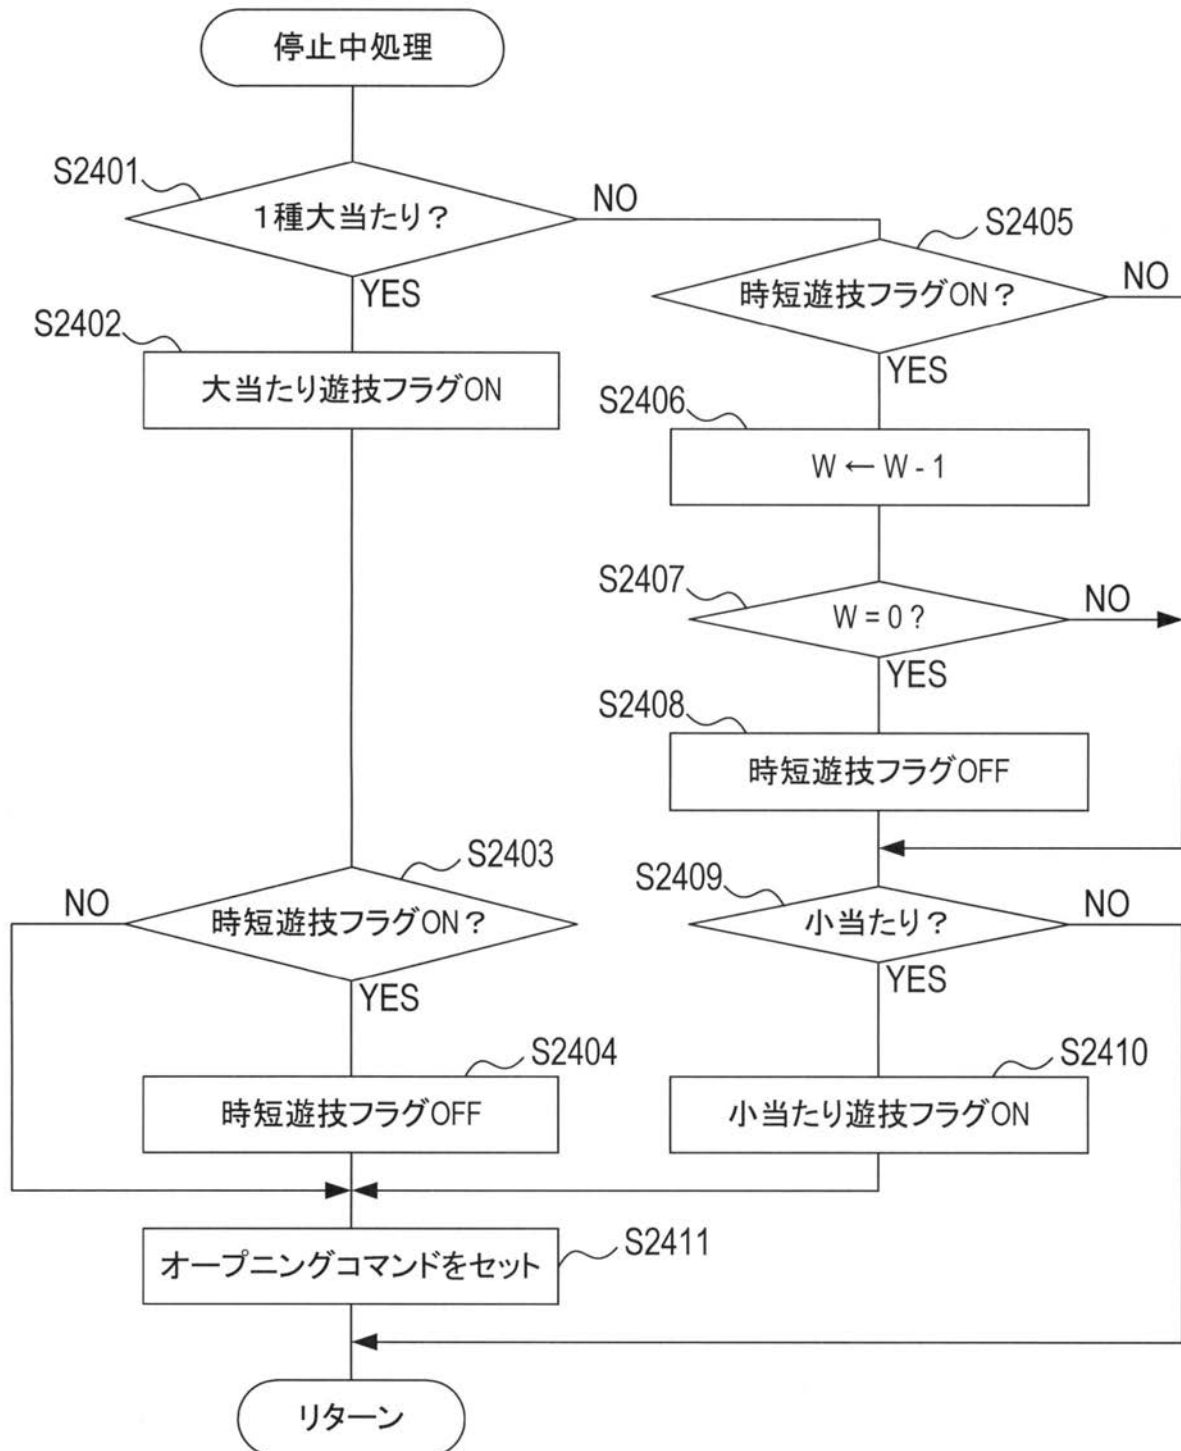 停止中処理
S2401
1種大当たり？
NO
YES
S2405
時短遊技フラグON？
NO
YES
S2402
大当たり遊技フラグON
S2406
W ← W - 1
S2407
W = 0 ?
NO
YES
S2408
時短遊技フラグOFF
S2403
時短遊技フラグON？
NO
YES
S2409
小当たり？
NO
YES
S2404
時短遊技フラグOFF
S2410
小当たり遊技フラグON
S2411
オープニングコマンドをセット
リターン